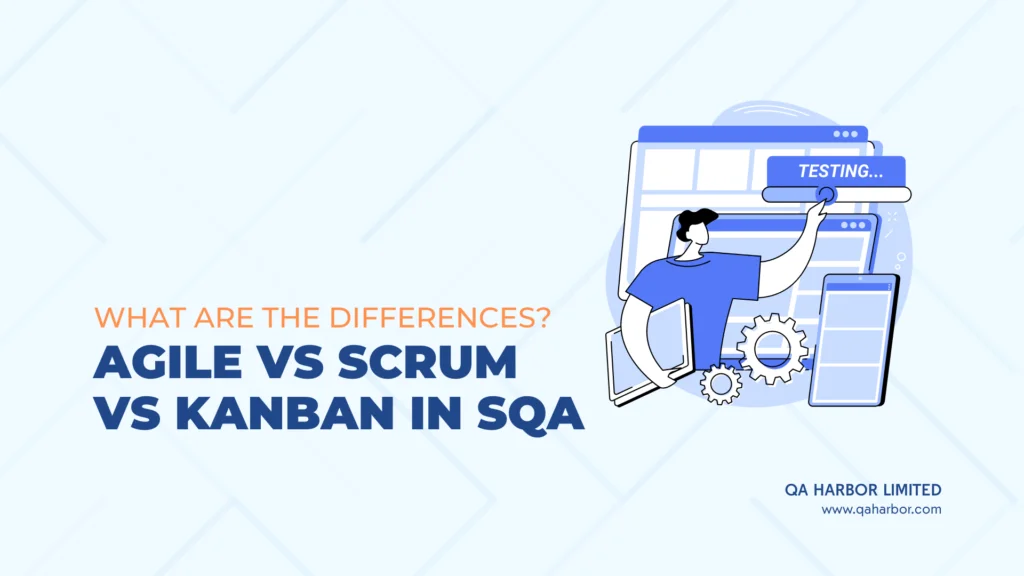 TESTING...
WHAT ARE THE DIFFERENCES?
AGILE VS SCRUM
VS KANBAN IN SQA
QA HARBOR LIMITED
www.qaharbor.com